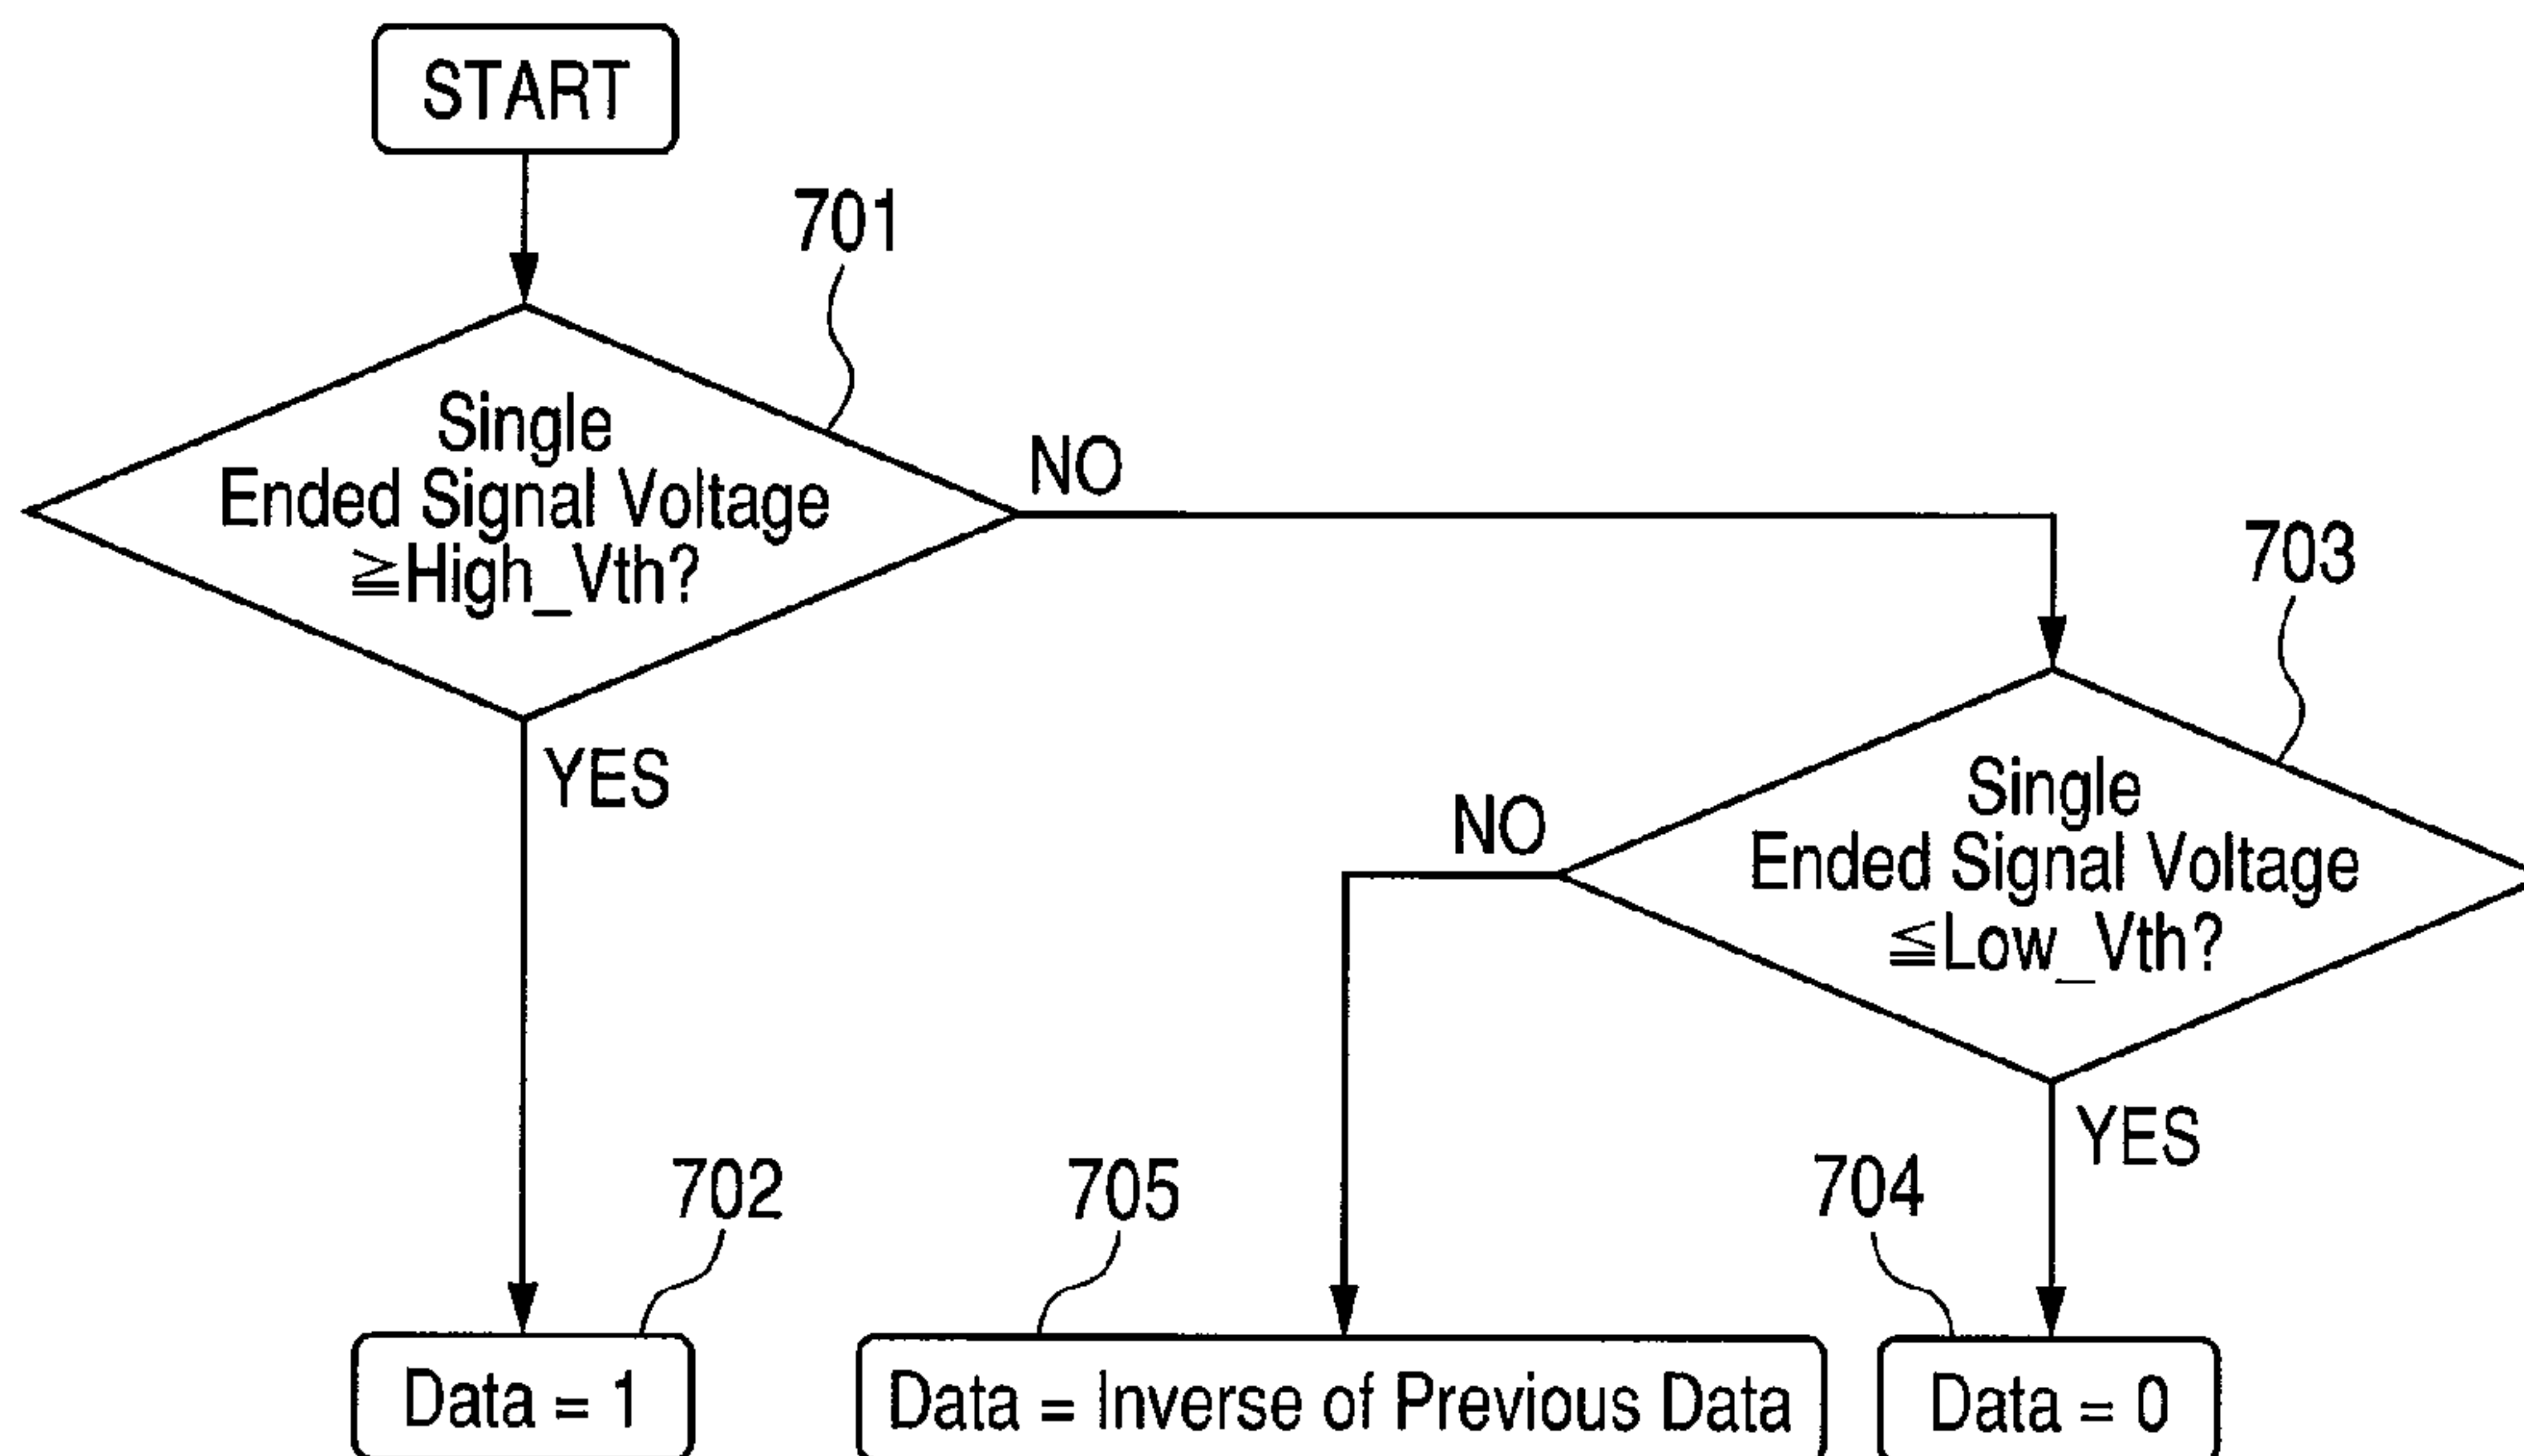 START
701
Single
Ended Signal Voltage
≧High_Vth?
NO
YES
703
Single
Ended Signal Voltage
≦Low_Vth?
NO
YES
702
705
704
Data = 1
Data = Inverse of Previous Data
Data = 0